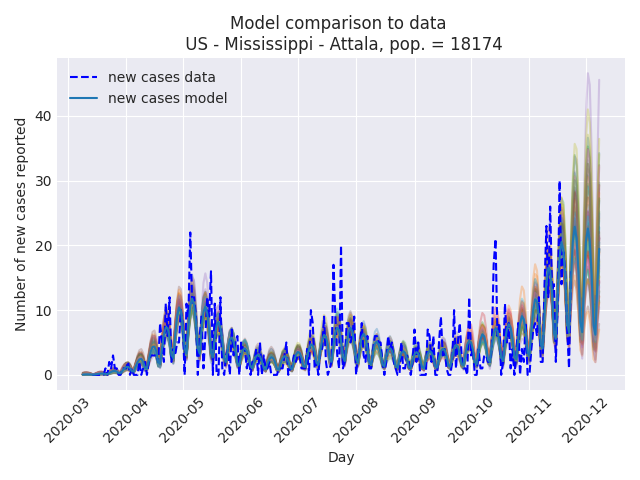 Model comparison to data
US - Mississippi - Attala, pop. = 18174
new cases data
new cases model
Number of new cases reported
40
30
20
10
0
2020-03
2020-04
2020-05
2020-06
2020-07
2020-08
2020-09
2020-10
2020-11
2020-12
Day